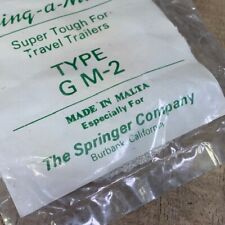 Super Tough For
Travel Trailers
TYPE
G M-2
MADE IN MALTA
Especially For
The Springer Company
Burbank, California